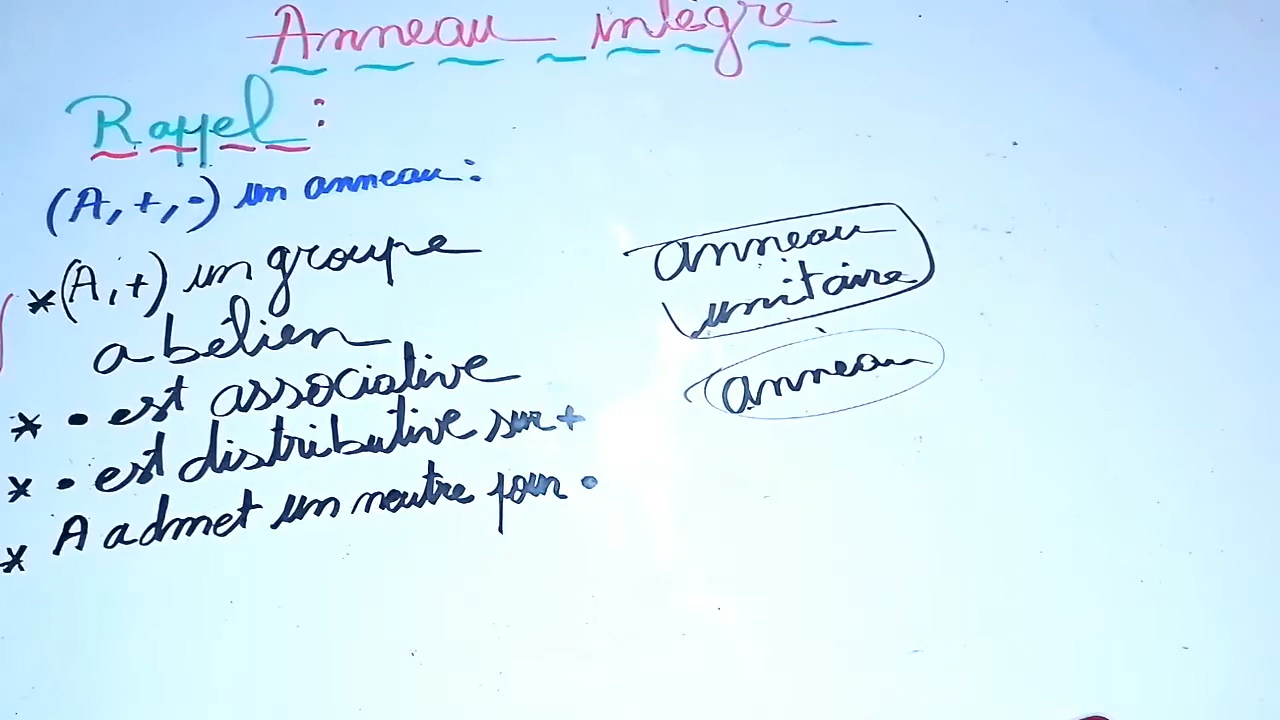 Anneau intègre
Rappel :
(A, +, •) un anneau :
* (A, +) un groupe
abélien
* • est associative
* • est distributive sur +
* A admet un neutre pour •
anneau
unitaire
anneau